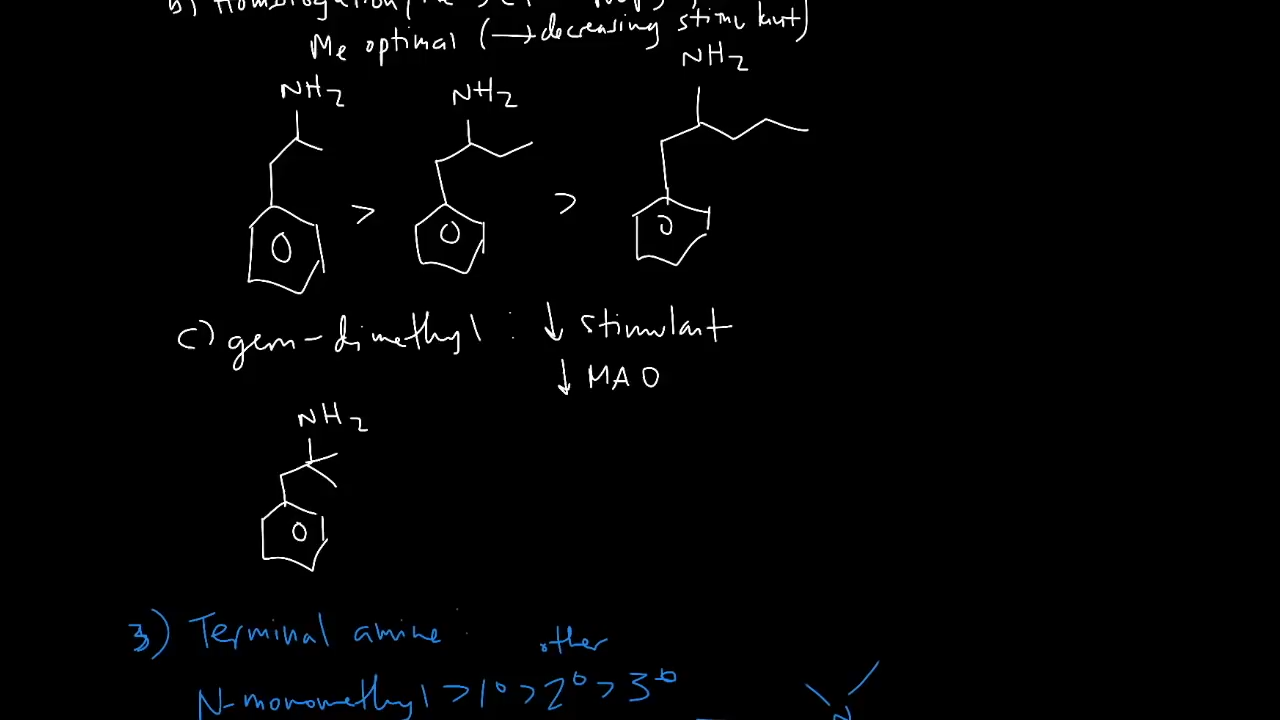 b) Homologation
Me optimal (→ decreasing stimulant)
NH2
NH2
NH2
>
>
c) gem-dimethyl : ↓ stimulant
↓ MAO
NH2
3) Terminal amine :
other
N-monomethyl > 1° > 2° > 3°
N